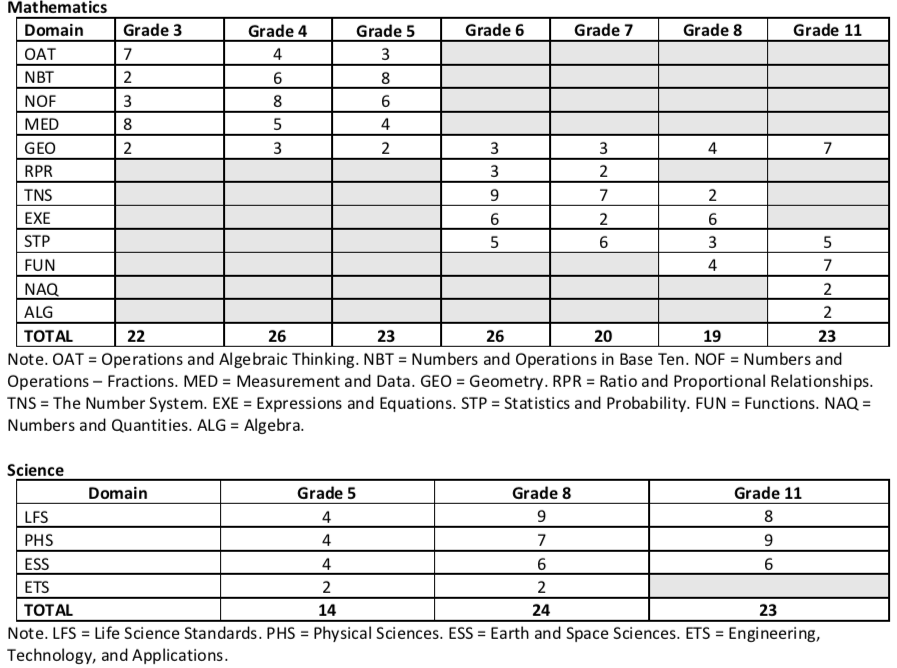 Mathematics
Domain Grade 3 Grade 4 Grade 5 Grade 6 Grade 7 Grade 8 Grade 11
OAT 7 4 3
NBT 2 6 8
NOF 3 8 6
MED 8 5 4
GEO 2 3 2 3 3 4 7
RPR 3 2
TNS 9 7 2
EXE 6 2 6
STP 5 6 3 5
FUN 4 7
NAQ 2
ALG 2
TOTAL 22 26 23 26 20 19 23
Note. OAT = Operations and Algebraic Thinking. NBT = Numbers and Operations in Base Ten. NOF = Numbers and
Operations – Fractions. MED = Measurement and Data. GEO = Geometry. RPR = Ratio and Proportional Relationships.
TNS = The Number System. EXE = Expressions and Equations. STP = Statistics and Probability. FUN = Functions. NAQ =
Numbers and Quantities. ALG = Algebra.
Science
Domain Grade 5 Grade 8 Grade 11
LFS 4 9 8
PHS 4 7 9
ESS 4 6 6
ETS 2 2
TOTAL 14 24 23
Note. LFS = Life Science Standards. PHS = Physical Sciences. ESS = Earth and Space Sciences. ETS = Engineering,
Technology, and Applications.